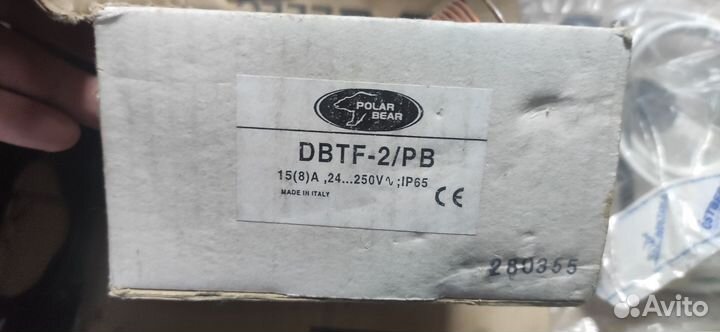 POLAR
BEAR
DBTF-2/PB
15(8)A ,24...250V∿;IP65
MADE IN ITALY
CE
280355
Avito